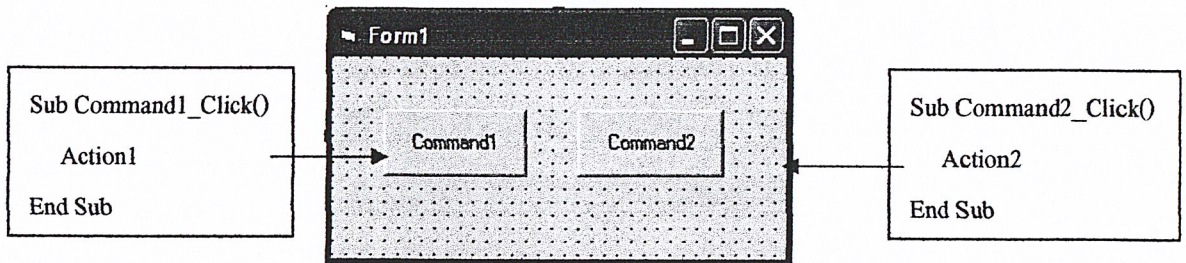 Form1
Sub Command1_Click()
Action1
End Sub
Command1
Command2
Sub Command2_Click()
Action2
End Sub